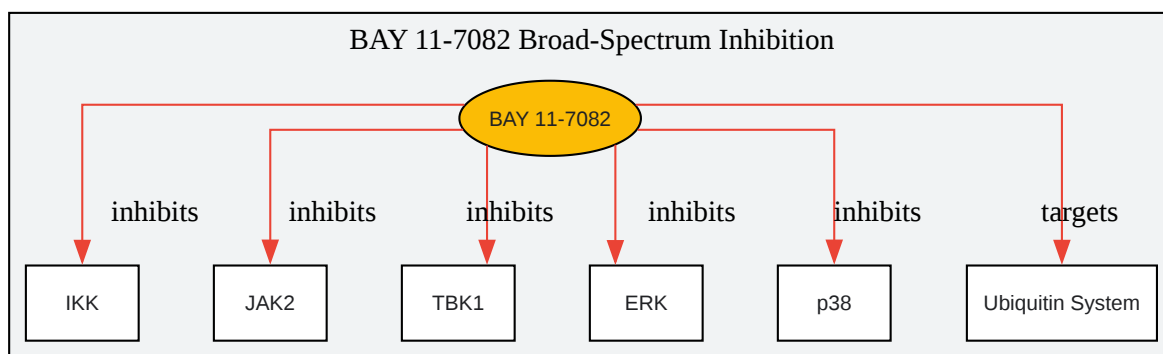 BAY 11-7082 Broad-Spectrum Inhibition
BAY 11-7082
inhibits inhibits inhibits inhibits inhibits targets
IKK JAK2 TBK1 ERK p38 Ubiquitin System